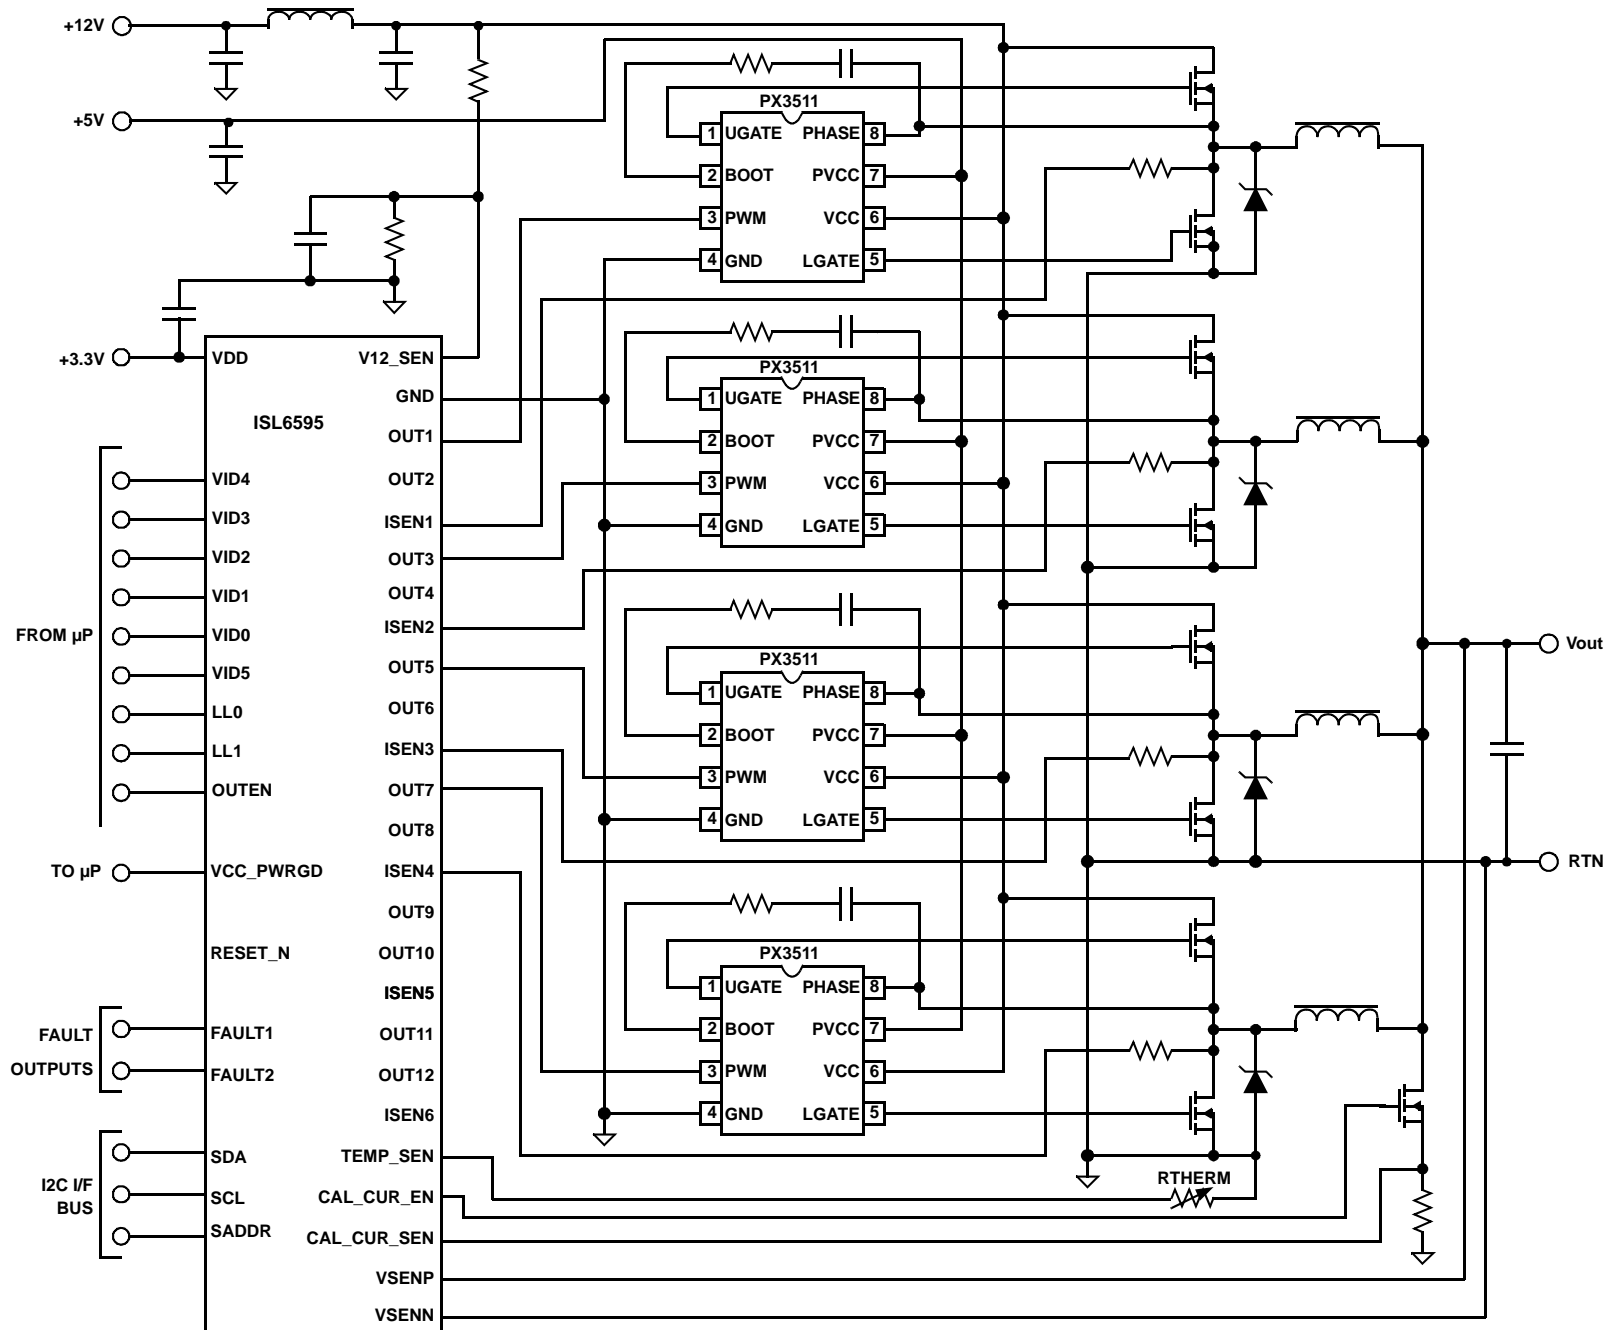 +12V
+5V
+3.3V
FROM µP
TO µP
FAULT
OUTPUTS
I2C I/F
BUS
ISL6595
VDD
VID4
VID3
VID2
VID1
VID0
VID5
LL0
LL1
OUTEN
VCC_PWRGD
RESET_N
FAULT1
FAULT2
SDA
SCL
SADDR
V12_SEN
GND
OUT1
OUT2
ISEN1
OUT3
OUT4
ISEN2
OUT5
OUT6
ISEN3
OUT7
OUT8
ISEN4
OUT9
OUT10
ISEN5
OUT11
OUT12
ISEN6
TEMP_SEN
CAL_CUR_EN
CAL_CUR_SEN
VSENP
VSENN
PX3511
1 UGATE PHASE 8
2 BOOT PVCC 7
3 PWM VCC 6
4 GND LGATE 5
PX3511
1 UGATE PHASE 8
2 BOOT PVCC 7
3 PWM VCC 6
4 GND LGATE 5
PX3511
1 UGATE PHASE 8
2 BOOT PVCC 7
3 PWM VCC 6
4 GND LGATE 5
PX3511
1 UGATE PHASE 8
2 BOOT PVCC 7
3 PWM VCC 6
4 GND LGATE 5
RTHERM
Vout
RTN